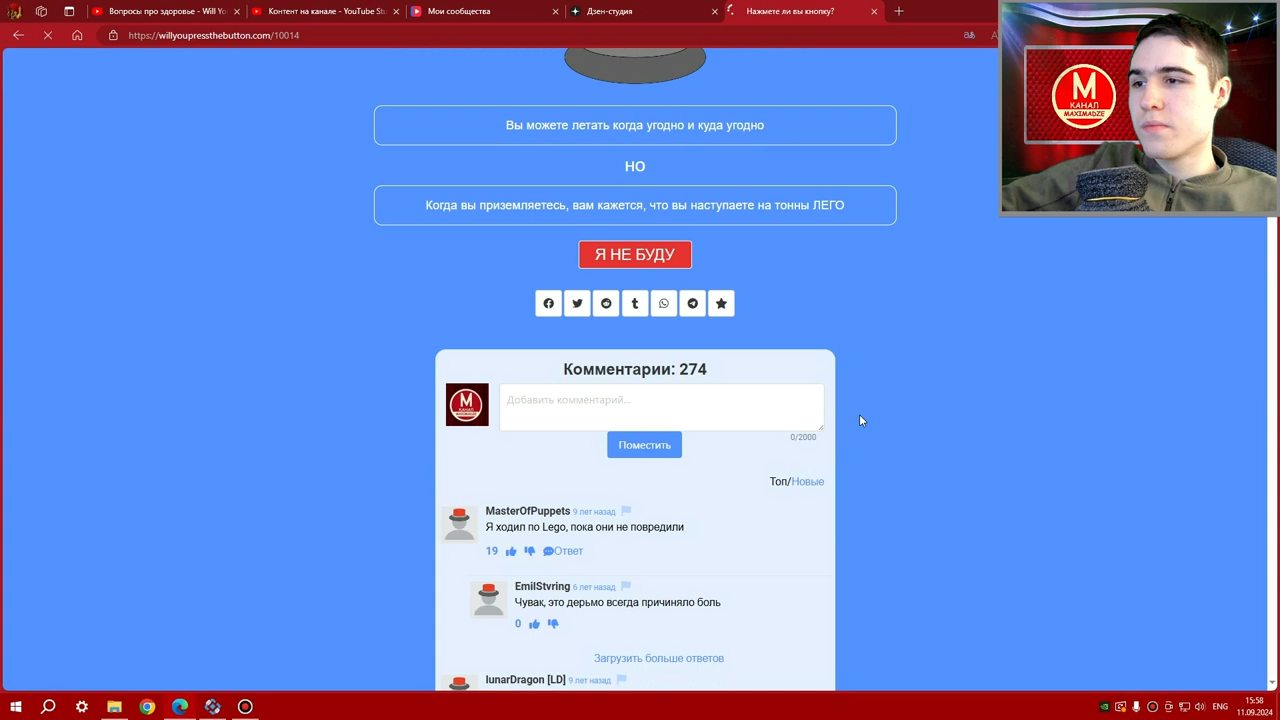 Вопросы про здоровье - Will Yo
Контент на канале - YouTube Stu
Мои сообщества
Дзен-студия
Нажмете ли вы кнопку?
https://willyoupressthebutton.com/10014
М
КАНАЛ
MAXIMADZE
Вы можете летать когда угодно и куда угодно
НО
Когда вы приземляетесь, вам кажется, что вы наступаете на тонны ЛЕГО
Я НЕ БУДУ
Комментарии: 274
М
КАНАЛ
MAXIMADZE
Добавить комментарий...
0/2000
Поместить
Топ/Новые
MasterOfPuppets 9 лет назад
Я ходил по Lego, пока они не повредили
19 Ответ
EmilStvring 6 лет назад
Чувак, это дерьмо всегда причиняло боль
0
Загрузить больше ответов
lunarDragon [LD] 9 лет назад
ENG
15:58
11.09.2024